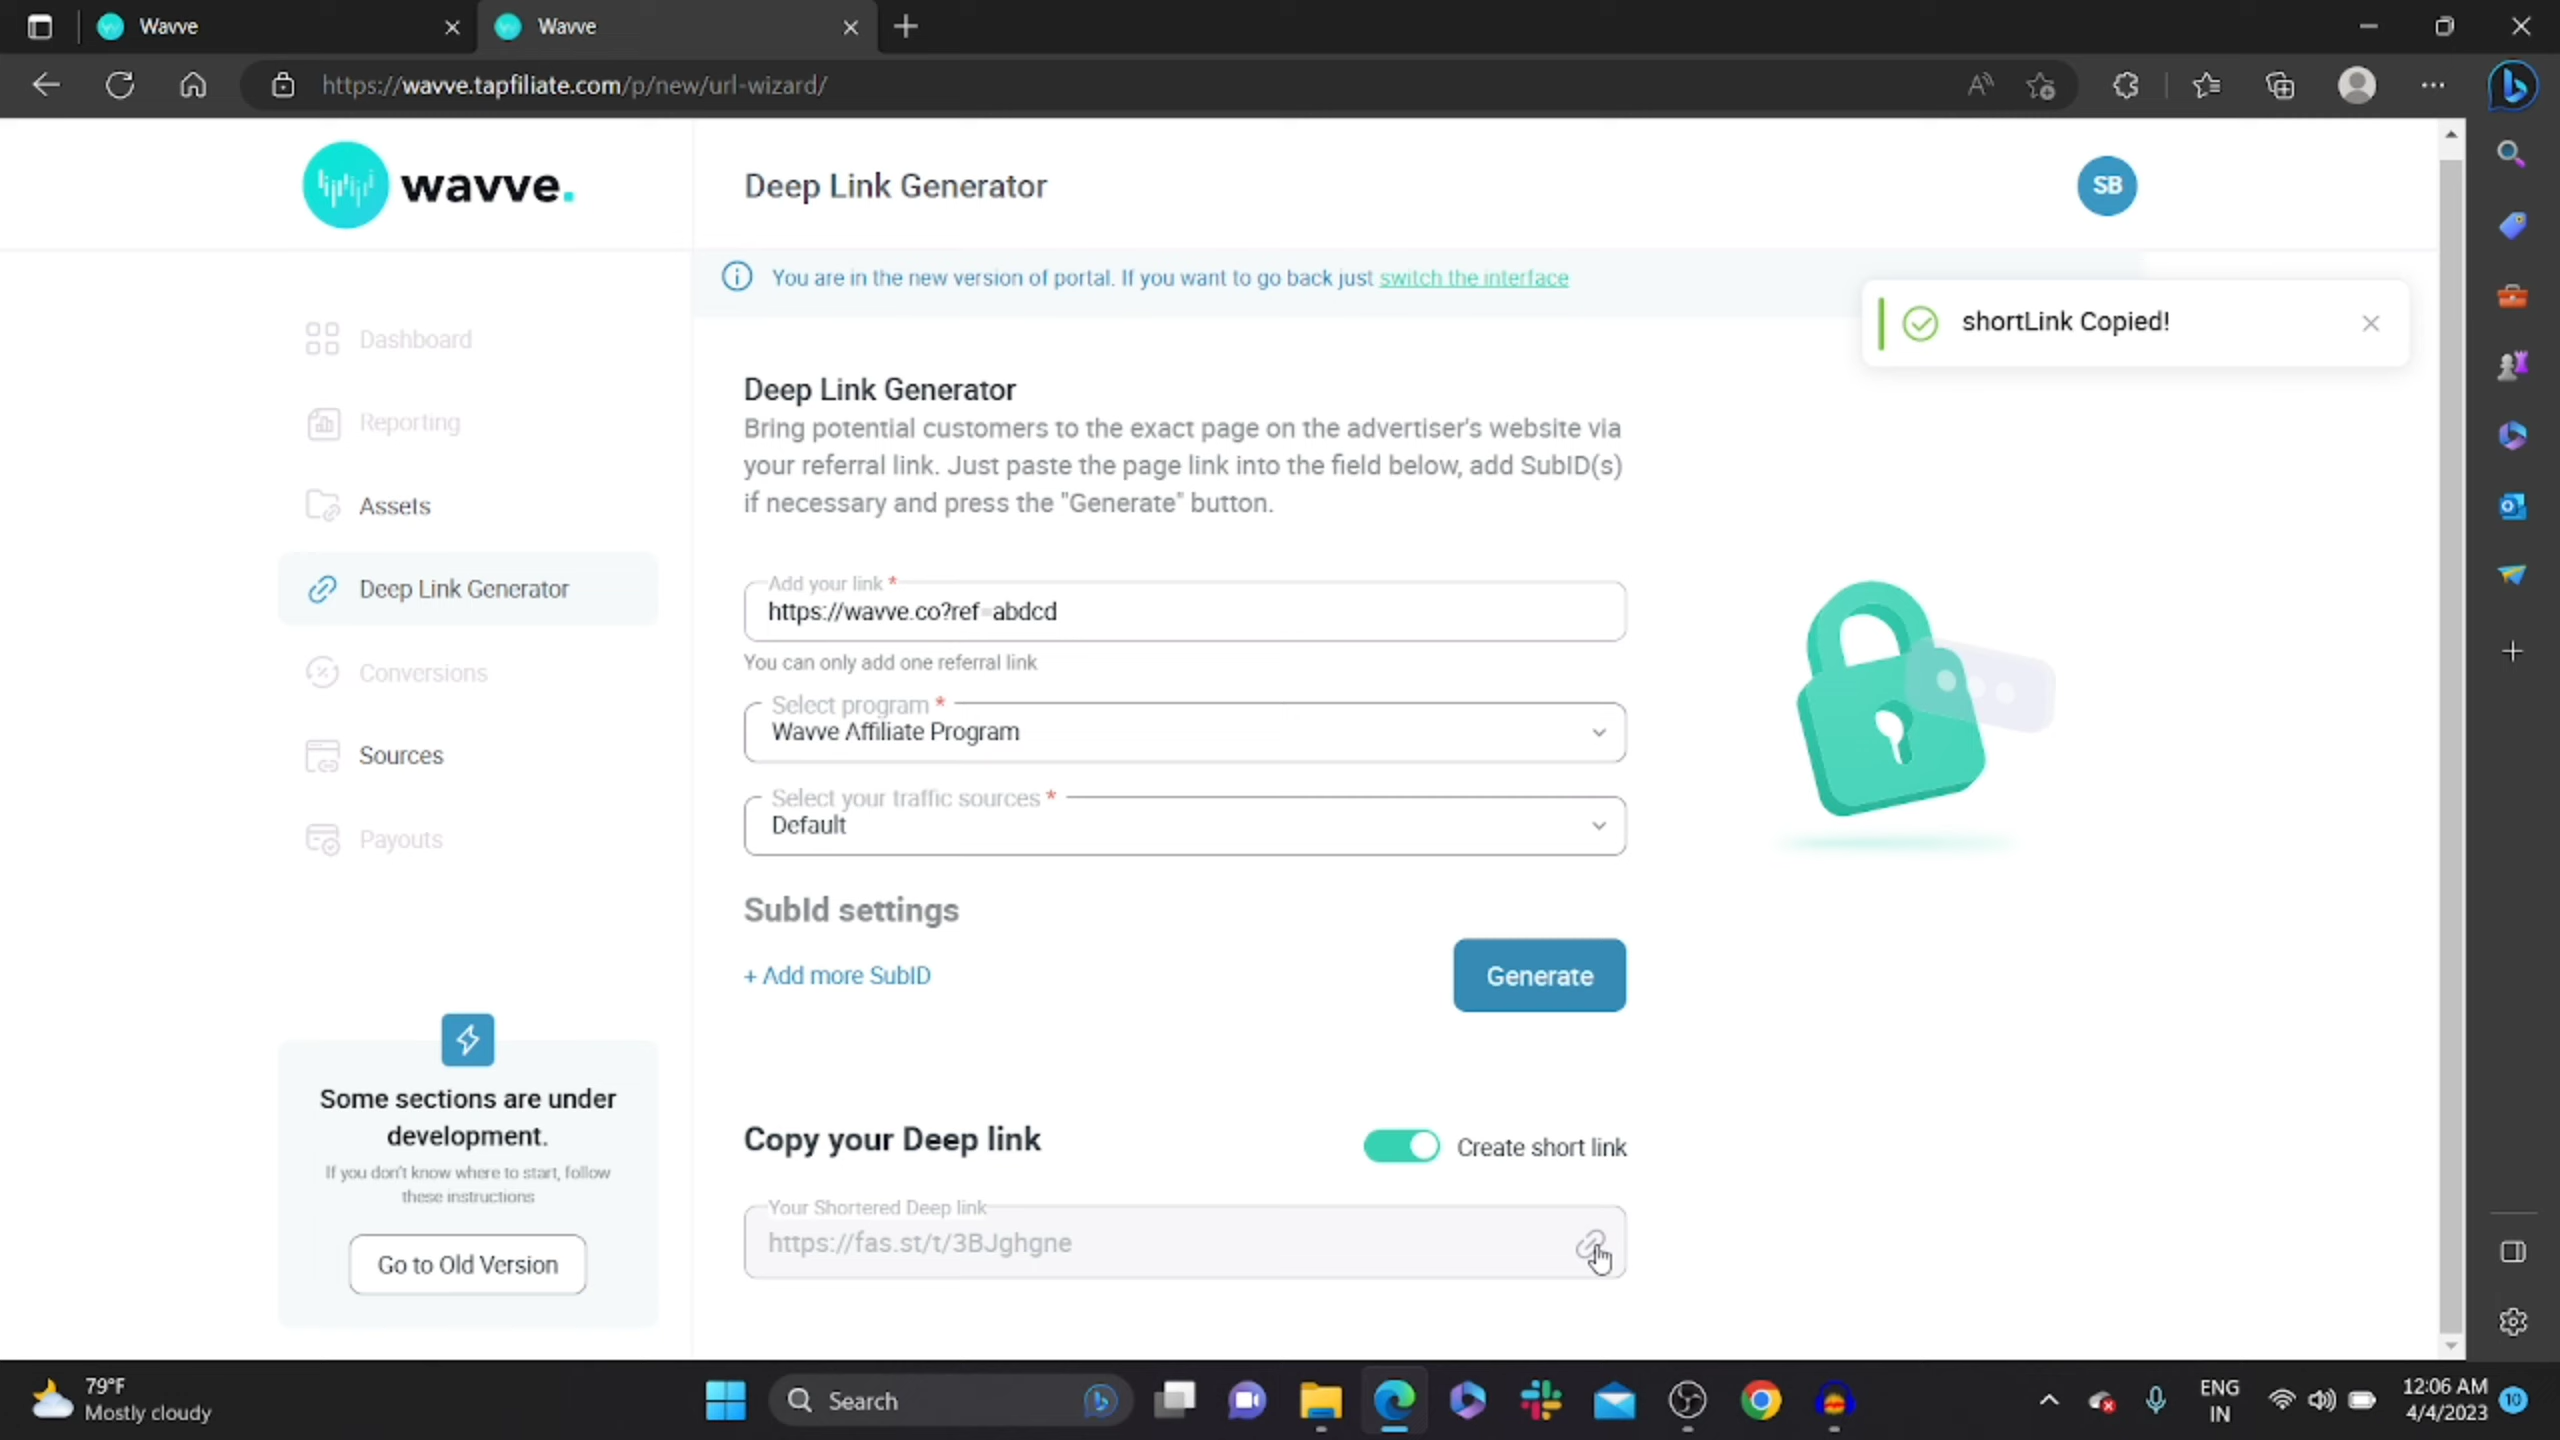 Wavve
Wavve
https://wavve.tapfiliate.com/p/new/url-wizard/
wavve.
Deep Link Generator
SB
You are in the new version of portal. If you want to go back just switch the interface
shortLink Copied!
Dashboard
Reporting
Assets
Deep Link Generator
Conversions
Sources
Payouts
Deep Link Generator
Bring potential customers to the exact page on the advertiser's website via
your referral link. Just paste the page link into the field below, add SubID(s)
if necessary and press the "Generate" button.
Add your link *
https://wavve.co?ref=abdcd
You can only add one referral link
Select program *
Wavve Affiliate Program
Select your traffic sources *
Default
SubId settings
+ Add more SubID
Generate
Some sections are under
development.
If you don't know where to start, follow
these instructions
Go to Old Version
Copy your Deep link
Create short link
Your Shortered Deep link
https://fas.st/t/3BJghgne
79°F
Mostly cloudy
Search
ENG
IN
12:06 AM
4/4/2023
10